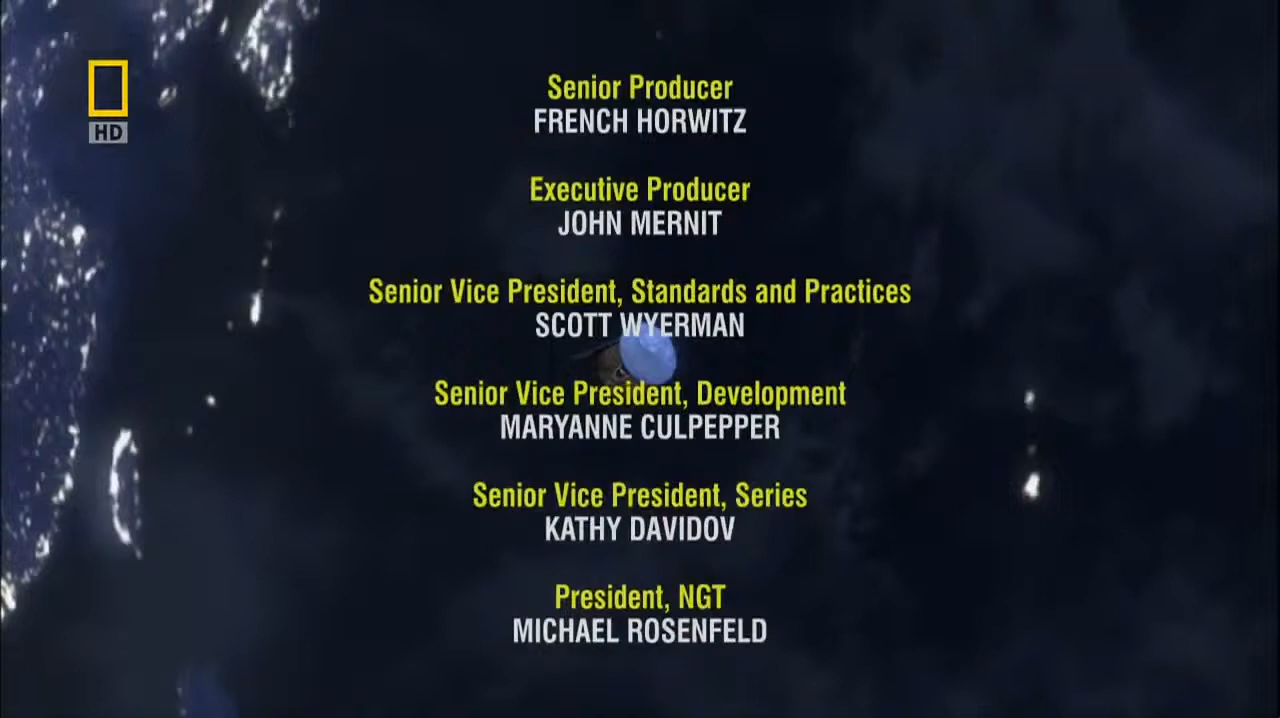 HD
Senior Producer
FRENCH HORWITZ
Executive Producer
JOHN MERNIT
Senior Vice President, Standards and Practices
SCOTT WYERMAN
Senior Vice President, Development
MARYANNE CULPEPPER
Senior Vice President, Series
KATHY DAVIDOV
President, NGT
MICHAEL ROSENFELD